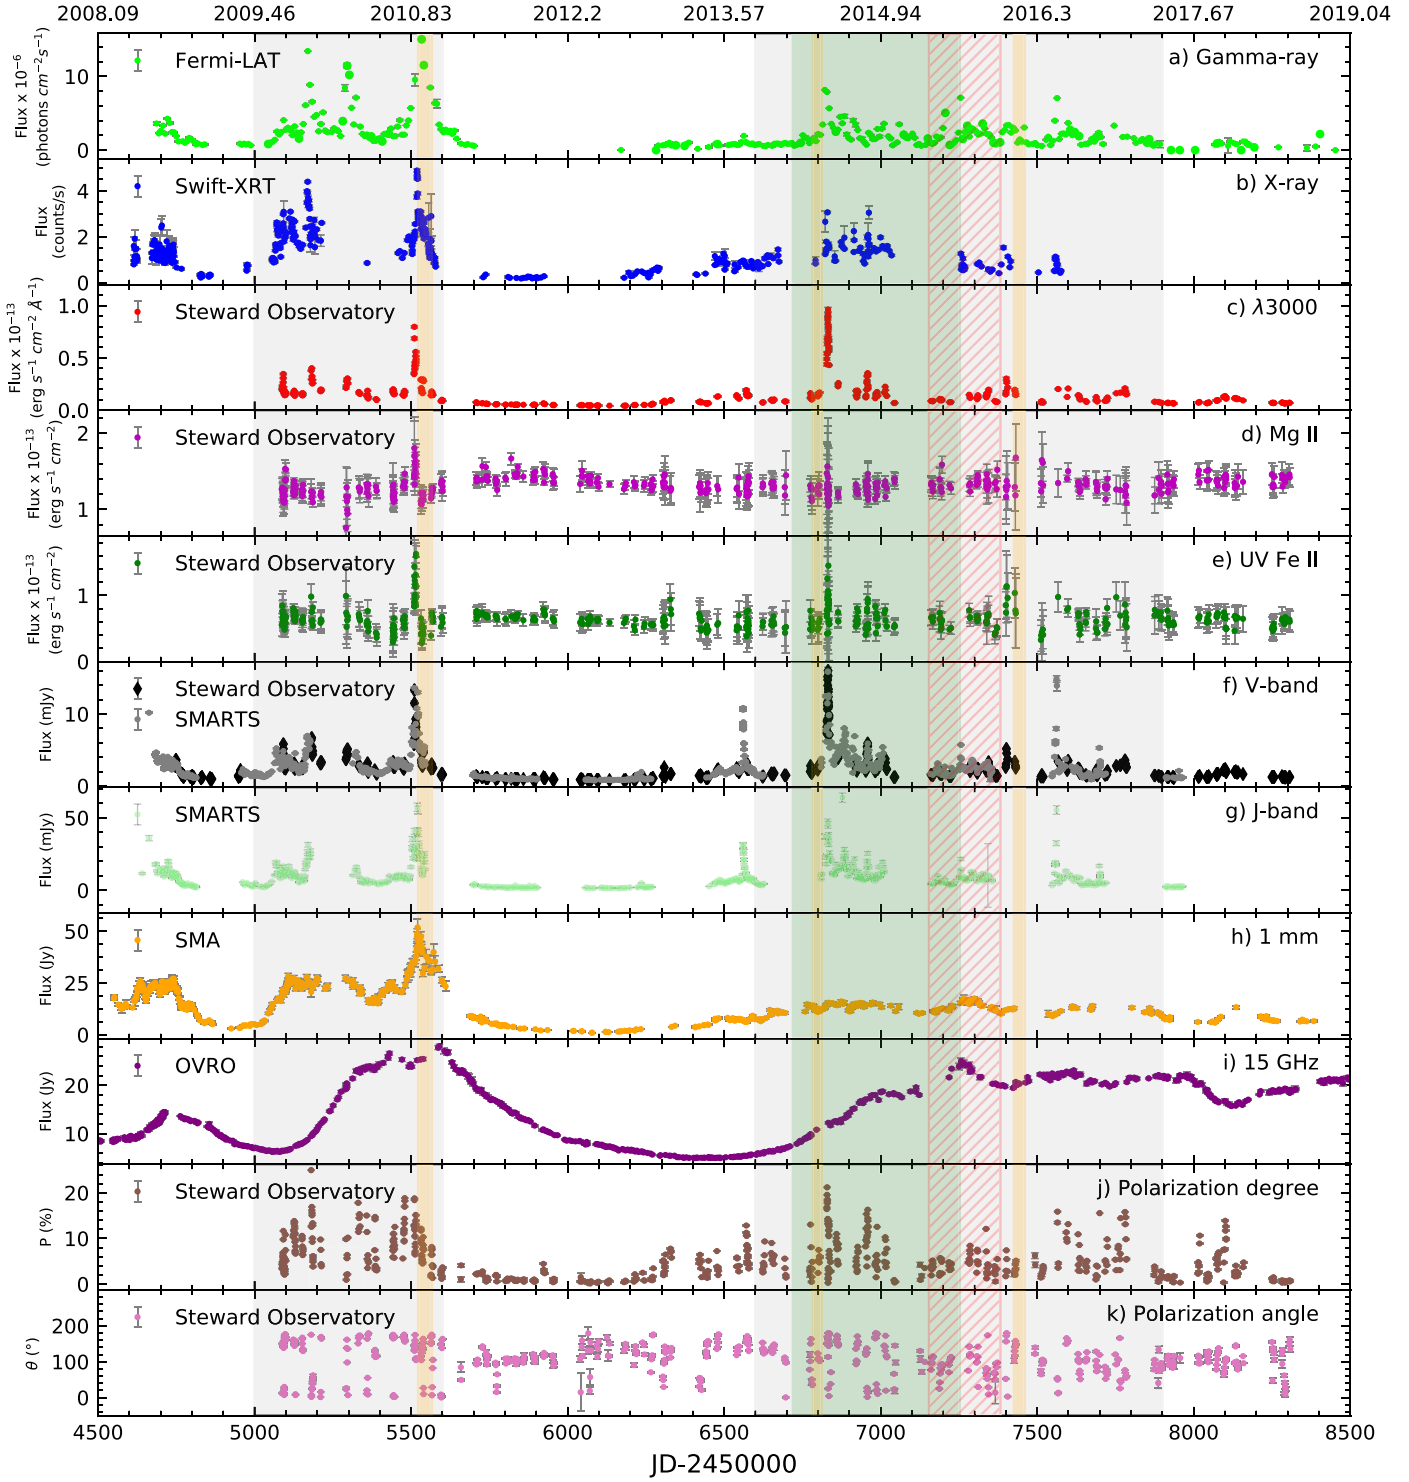 2008.09 2009.46 2010.83 2012.2 2013.57 2014.94 2016.3 2017.67 2019.04
Fermi-LAT
a) Gamma-ray
Flux x 10⁻⁶
(photons cm⁻²s⁻¹)
10
0
Swift-XRT
b) X-ray
Flux
(counts/s)
4
2
0
Steward Observatory
c) λ3000
Flux x 10⁻¹³
(erg s⁻¹ cm⁻² Å⁻¹)
1.0
0.5
0.0
Steward Observatory
d) Mg II
Flux x 10⁻¹³
(erg s⁻¹ cm⁻²)
2
1
Steward Observatory
e) UV Fe II
Flux x 10⁻¹³
(erg s⁻¹ cm⁻²)
1
0
Steward Observatory
SMARTS
f) V-band
Flux (mJy)
10
0
SMARTS
g) J-band
Flux (mJy)
50
0
SMA
h) 1 mm
Flux (Jy)
50
25
0
OVRO
i) 15 GHz
Flux (Jy)
20
10
Steward Observatory
j) Polarization degree
P (%)
20
10
0
Steward Observatory
k) Polarization angle
θ (°)
200
100
0
4500 5000 5500 6000 6500 7000 7500 8000 8500
JD-2450000